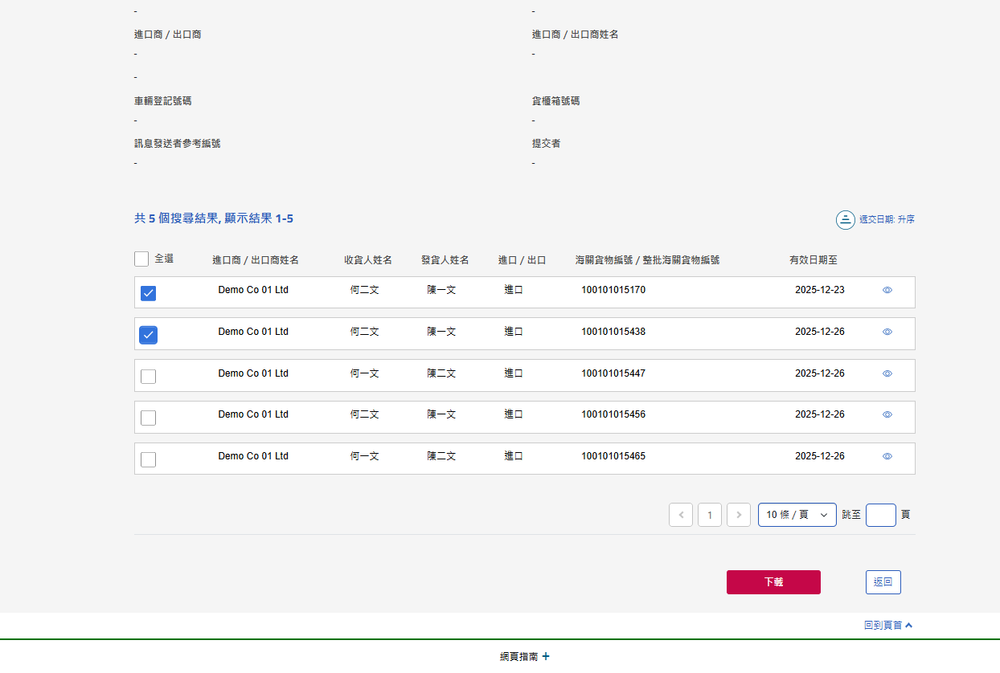 - -
進口商 / 出口商 進口商 / 出口商姓名
- -
-
車輛登記號碼 貨櫃箱號碼
- -
訊息發送者參考編號 提交者
- -
共 5 個搜尋結果, 顯示結果 1-5 遞交日期: 升序
全選 進口商 / 出口商姓名 收貨人姓名 發貨人姓名 進口 / 出口 海關貨物編號 / 整批海關貨物編號 有效日期至
Demo Co 01 Ltd 何二文 陳一文 進口 100101015170 2025-12-23
Demo Co 01 Ltd 何二文 陳一文 進口 100101015438 2025-12-26
Demo Co 01 Ltd 何一文 陳二文 進口 100101015447 2025-12-26
Demo Co 01 Ltd 何二文 陳一文 進口 100101015456 2025-12-26
Demo Co 01 Ltd 何一文 陳二文 進口 100101015465 2025-12-26
< 1 > 10 條 / 頁 跳至 頁
下載 返回
回到頁首
網頁指南 +